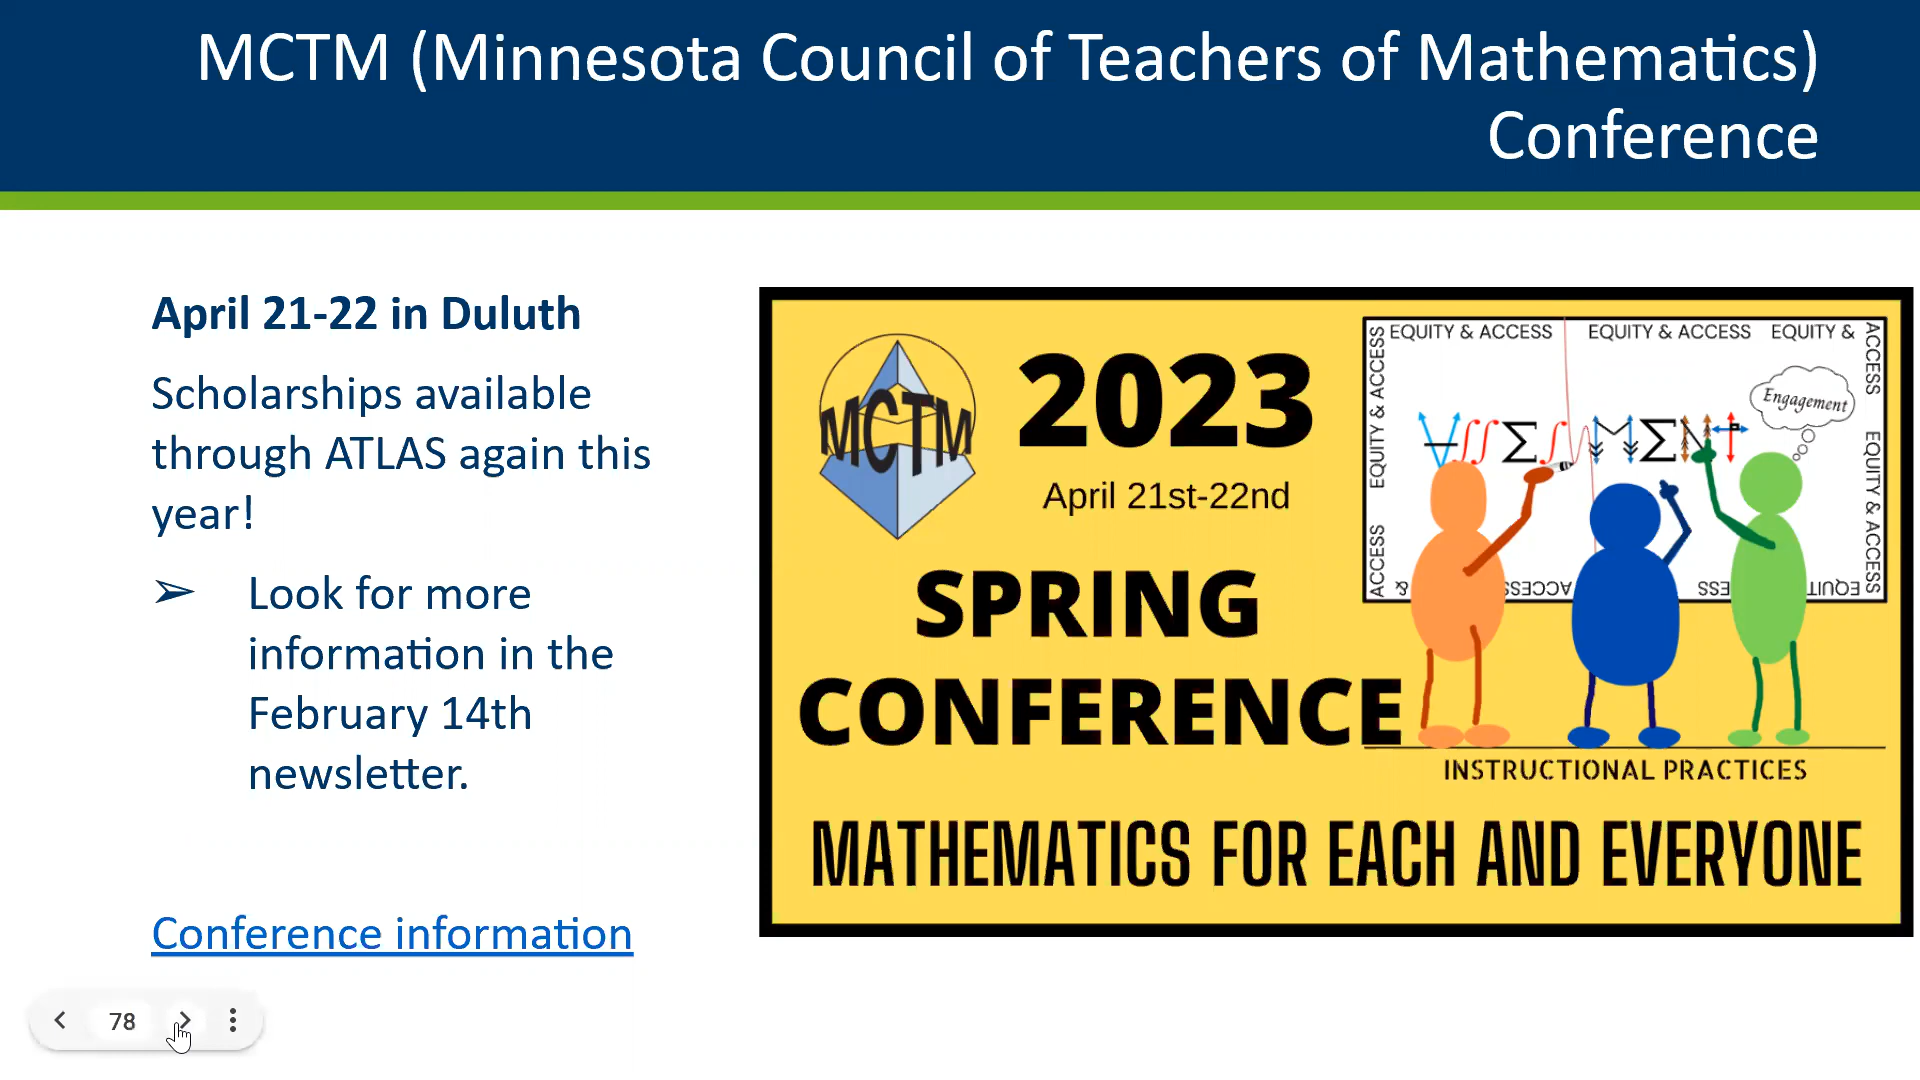 MCTM (Minnesota Council of Teachers of Mathematics)
Conference
April 21-22 in Duluth
Scholarships available
through ATLAS again this
year!
➢ Look for more
information in the
February 14th
newsletter.
Conference information
78
MCTM
2023
April 21st-22nd
SPRING
CONFERENCE
MATHEMATICS FOR EACH AND EVERYONE
EQUITY & ACCESS EQUITY & ACCESS EQUITY &
ACCESS
EQUITY & ACCESS
EQUITY & ACCESS
ACCESS
&
ACCESS
Engagement
INSTRUCTIONAL PRACTICES